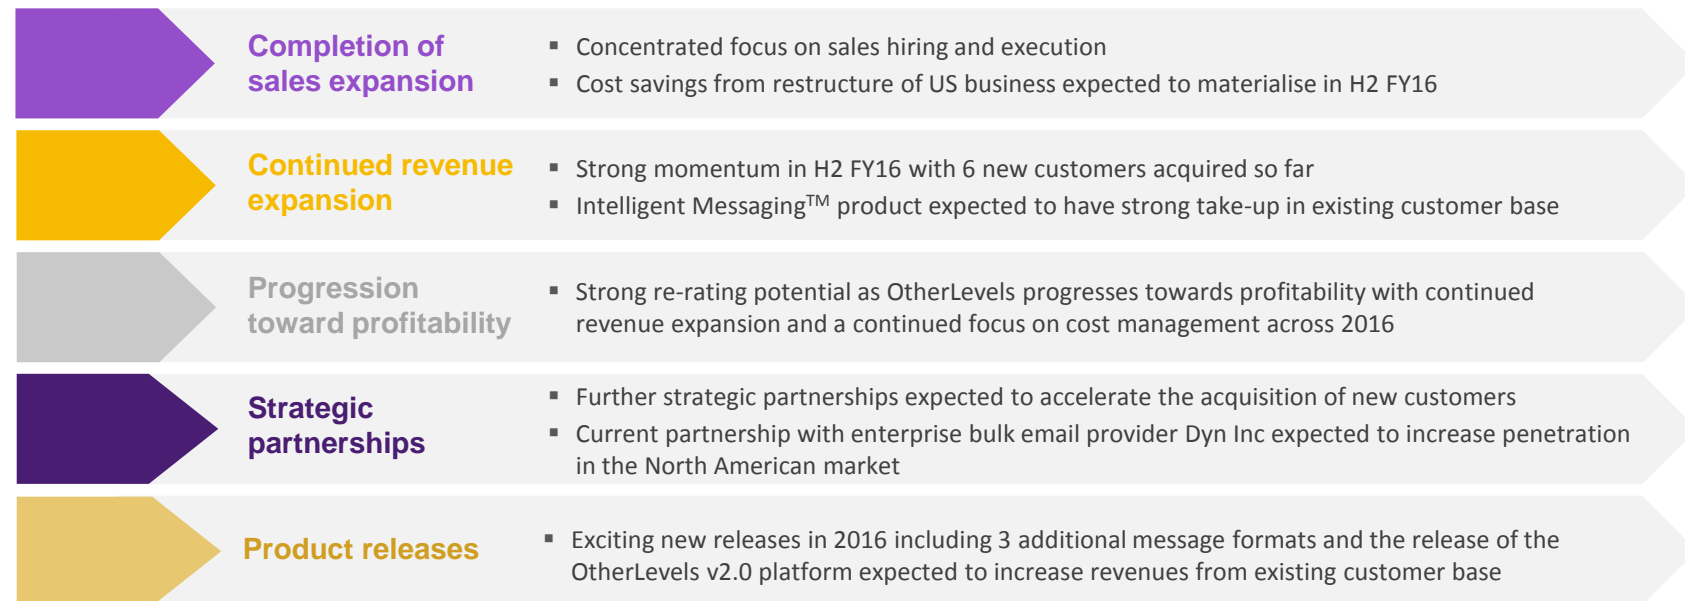 Completion of
sales expansion
▪ Concentrated focus on sales hiring and execution
▪ Cost savings from restructure of US business expected to materialise in H2 FY16
Continued revenue
expansion
▪ Strong momentum in H2 FY16 with 6 new customers acquired so far
▪ Intelligent Messaging™ product expected to have strong take-up in existing customer base
Progression
toward profitability
▪ Strong re-rating potential as OtherLevels progresses towards profitability with continued
revenue expansion and a continued focus on cost management across 2016
Strategic
partnerships
▪ Further strategic partnerships expected to accelerate the acquisition of new customers
▪ Current partnership with enterprise bulk email provider Dyn Inc expected to increase penetration
in the North American market
Product releases
▪ Exciting new releases in 2016 including 3 additional message formats and the release of the
OtherLevels v2.0 platform expected to increase revenues from existing customer base